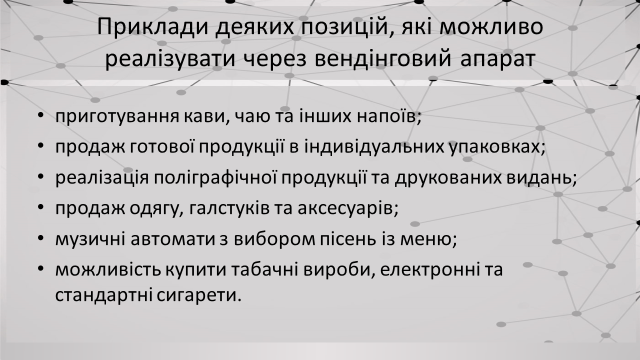 Приклади деяких позицій, які можливо
реалізувати через вендінговий апарат
• приготування кави, чаю та інших напоїв;
• продаж готової продукції в індивідуальних упаковках;
• реалізація поліграфічної продукції та друкованих видань;
• продаж одягу, галстуків та аксесуарів;
• музичні автомати з вибором пісень із меню;
• можливість купити табачні вироби, електронні та
стандартні сигарети.